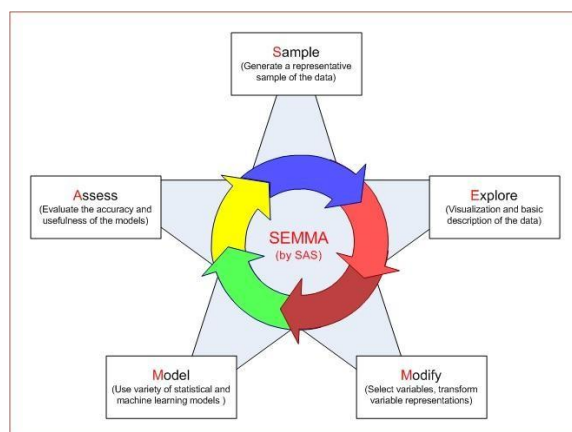 Sample
(Generate a representative
sample of the data)
Assess
(Evaluate the accuracy and
usefulness of the models)
Explore
(Visualization and basic
description of the data)
SEMMA
(by SAS)
Model
(Use variety of statistical and
machine learning models )
Modify
(Select variables, transform
variable representations)